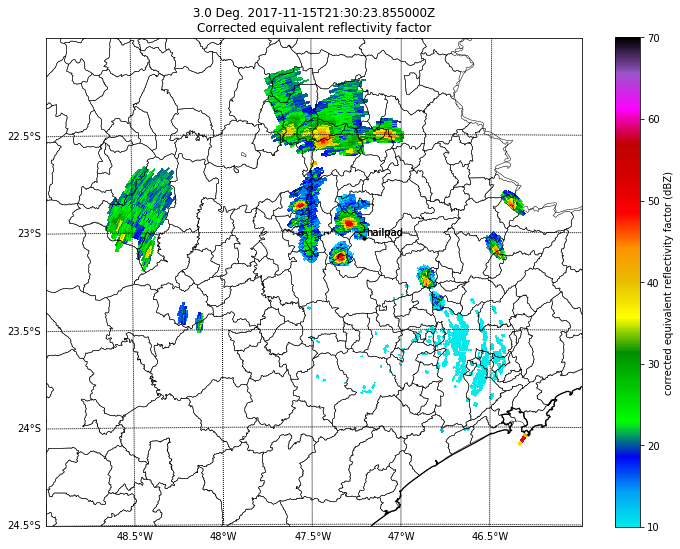 3.0 Deg. 2017-11-15T21:30:23.855000Z
Corrected equivalent reflectivity factor
70
60
50
40
30
20
10
corrected equivalent reflectivity factor (dBZ)
22.5°S
23°S
23.5°S
24°S
24.5°S
hailpad
48.5°W
48°W
47.5°W
47°W
46.5°W